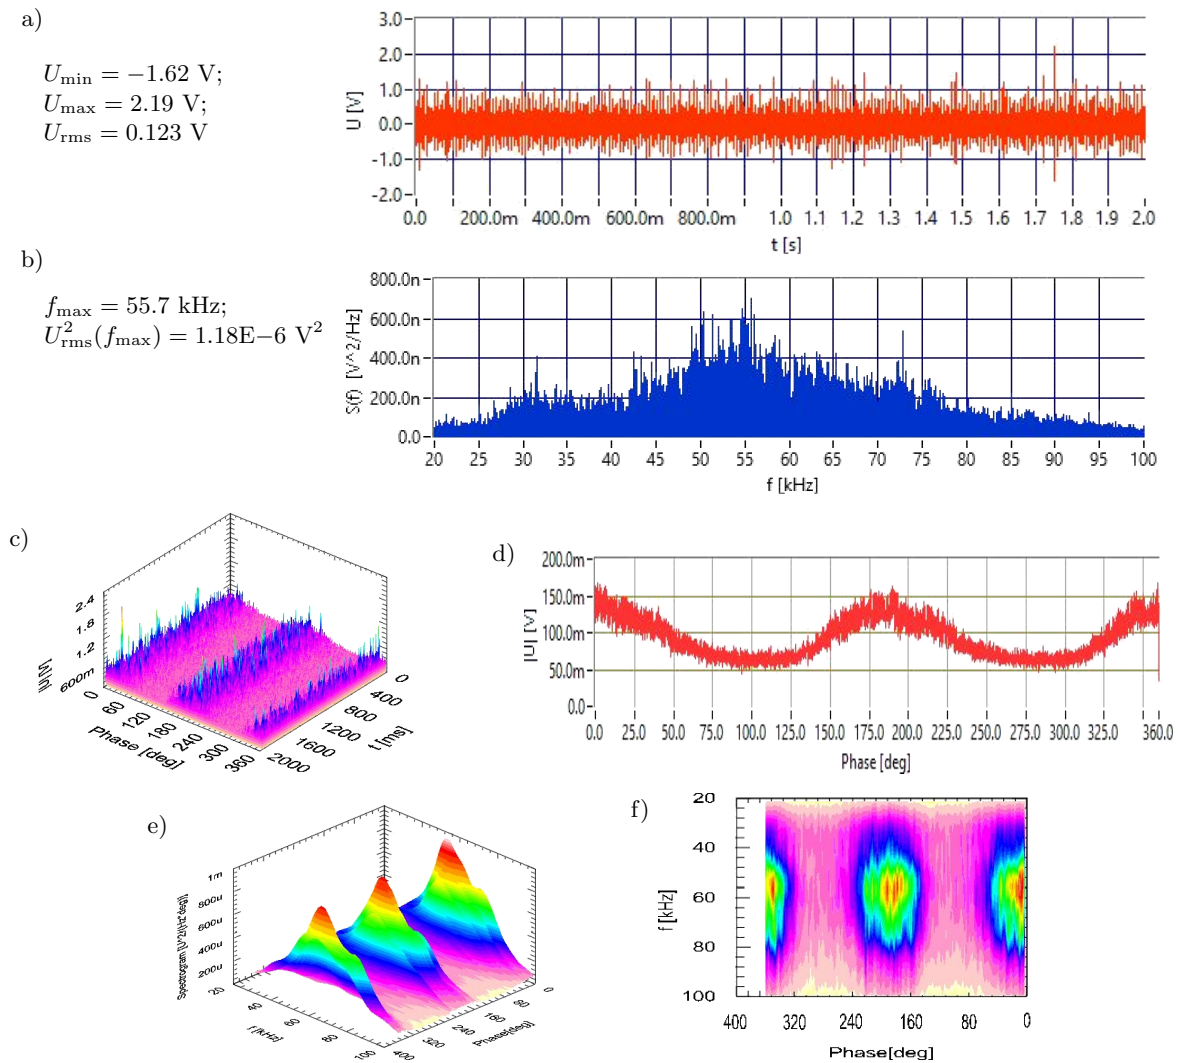 a)
U_min = −1.62 V;
U_max = 2.19 V;
U_rms = 0.123 V
3.0
2.0
1.0
0.0
-1.0
-2.0
U [V]
0.0 200.0m 400.0m 600.0m 800.0m 1.0 1.1 1.2 1.3 1.4 1.5 1.6 1.7 1.8 1.9 2.0
t [s]
b)
f_max = 55.7 kHz;
U²_rms(f_max) = 1.18E−6 V²
800.0n
600.0n
400.0n
200.0n
0.0
S(f) [V^2/Hz]
20 25 30 35 40 45 50 55 60 65 70 75 80 85 90 95 100
f [kHz]
c)
2.4
1.8
1.2
600m
|U| [V]
0 60 120 180 240 300 360
Phase [deg]
0 400 800 1200 1600 2000
t [ms]
d)
200.0m
150.0m
100.0m
50.0m
0.0
|U| [V]
0.0 25.0 50.0 75.0 100.0 125.0 150.0 175.0 200.0 225.0 250.0 275.0 300.0 325.0 360.0
Phase [deg]
e)
1m
800u
600u
400u
200u
Spectrogram [U^2/(Hz*deg)]
20 40 60 80 100
f [kHz]
0 80 160 240 320 400
Phase[deg]
f)
20
40
60
80
100
f [kHz]
400 320 240 160 80 0
Phase[deg]